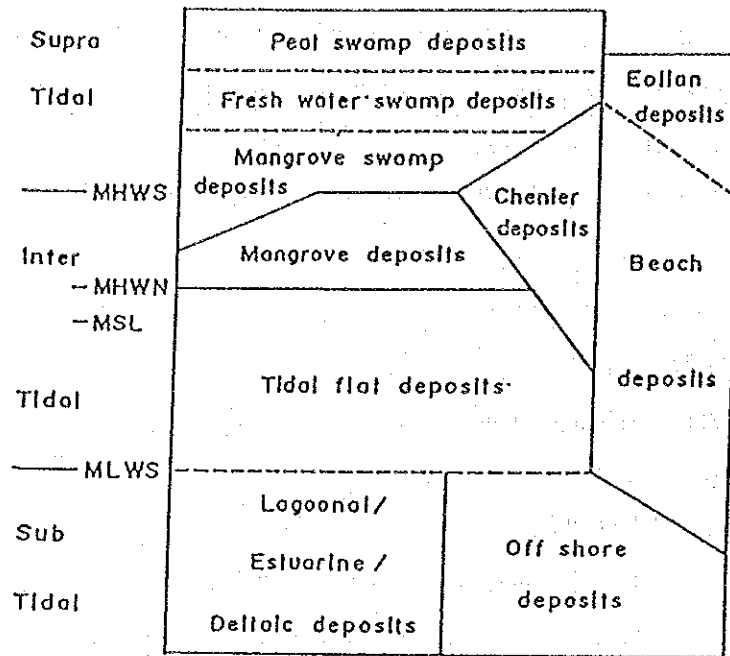 Supra
Tidal
MHWS
Inter
MHWN
MSL
Tidal
MLWS
Sub
Tidal
Peat swamp deposits
Fresh water swamp deposits
Mangrove swamp
deposits
Mangrove deposits
Chenier
deposits
Eolian
deposits
Beach
deposits
Tidal flat deposits
Lagoonal/
Estuarine /
Deltaic deposits
Off shore
deposits